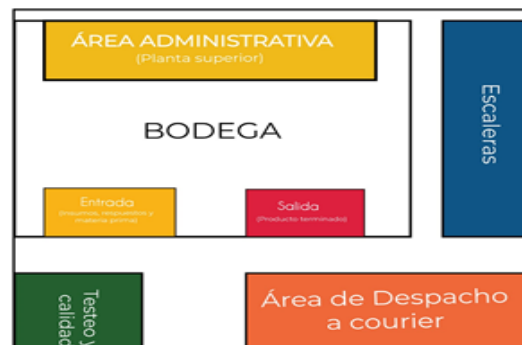 ÁREA ADMINISTRATIVA
(Planta superior)
BODEGA
Escaleras
Entrada
(Insumos, respuestos y
materia prima)
Salida
(Producto terminado)
Testeo y
calidad
Área de Despacho
a courier